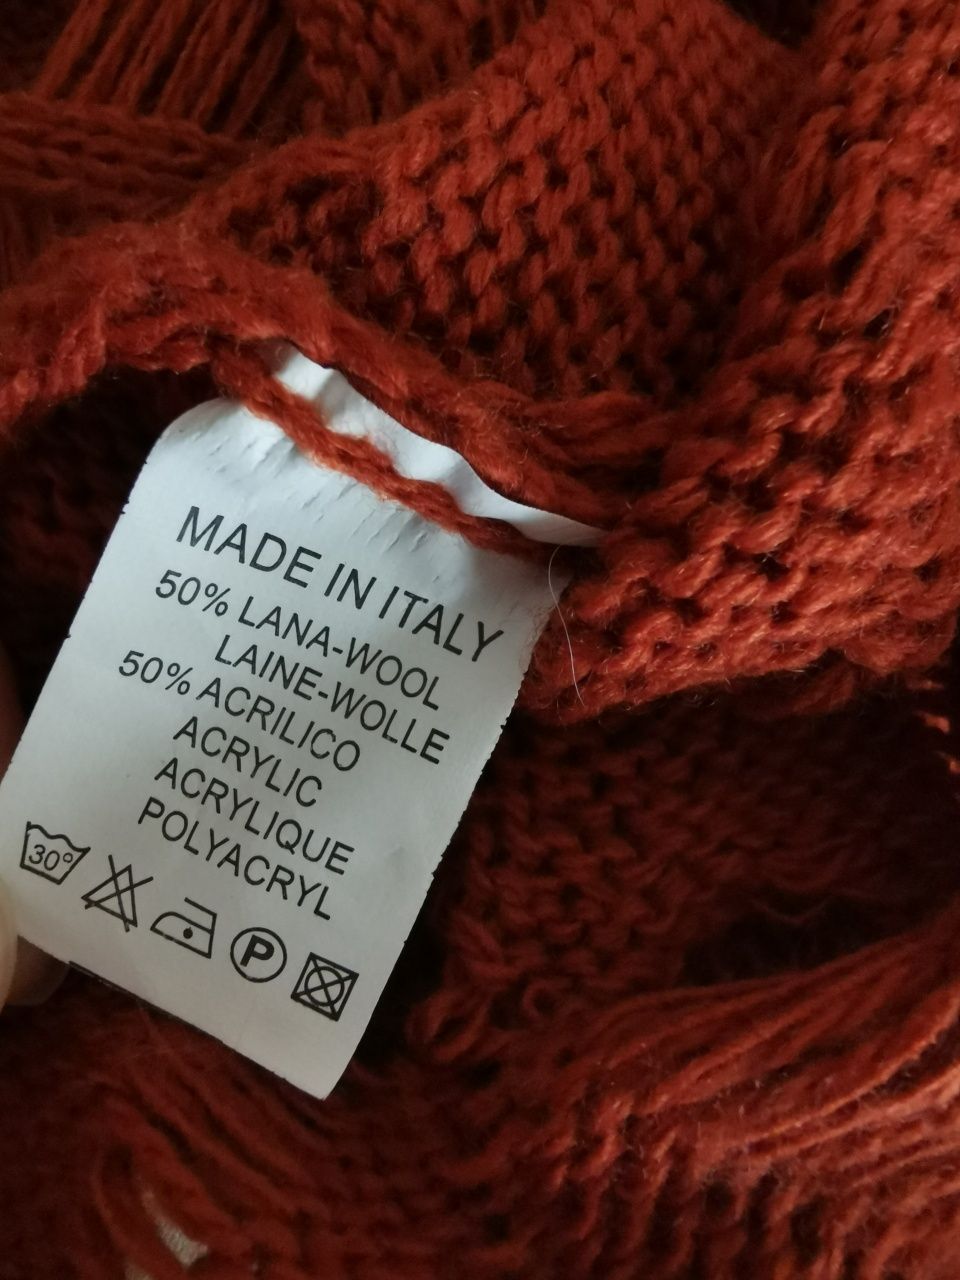 MADE IN ITALY
50% LANA-WOOL
LAINE-WOLLE
50% ACRILICO
ACRYLIC
ACRYLIQUE
POLYACRYL
30°
P